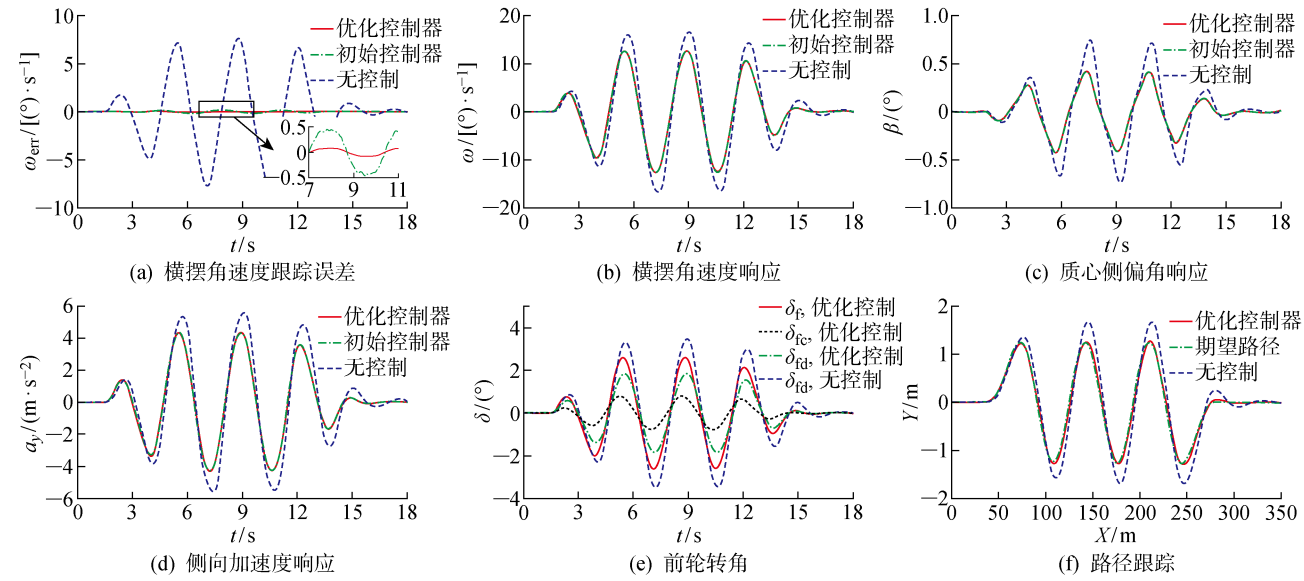 10
5
0
—5
—10
0
3
6
9
12
15
18
ωerr/[(°)·s−1]
t/s
优化控制器
初始控制器
无控制
0.5
0
—0.5
7
9
11
(a) 横摆角速度跟踪误差
20
10
0
—10
—20
0
3
6
9
12
15
18
ω/[(°)·s−1]
t/s
优化控制器
初始控制器
无控制
(b) 横摆角速度响应
1.0
0.5
0
—0.5
—1.0
0
3
6
9
12
15
18
β/(°)
t/s
优化控制器
初始控制器
无控制
(c) 质心侧偏角响应
6
4
2
0
—2
—4
—6
0
3
6
9
12
15
18
ay/(m·s−2)
t/s
优化控制器
初始控制器
无控制
(d) 侧向加速度响应
4
2
0
—2
—4
0
3
6
9
12
15
18
δ/(°)
t/s
δf, 优化控制
δfc, 优化控制
δfd, 优化控制
δfd, 无控制
(e) 前轮转角
2
1
0
—1
—2
0
50
100
150
200
250
300
350
Y/m
X/m
优化控制器
期望路径
无控制
(f) 路径跟踪